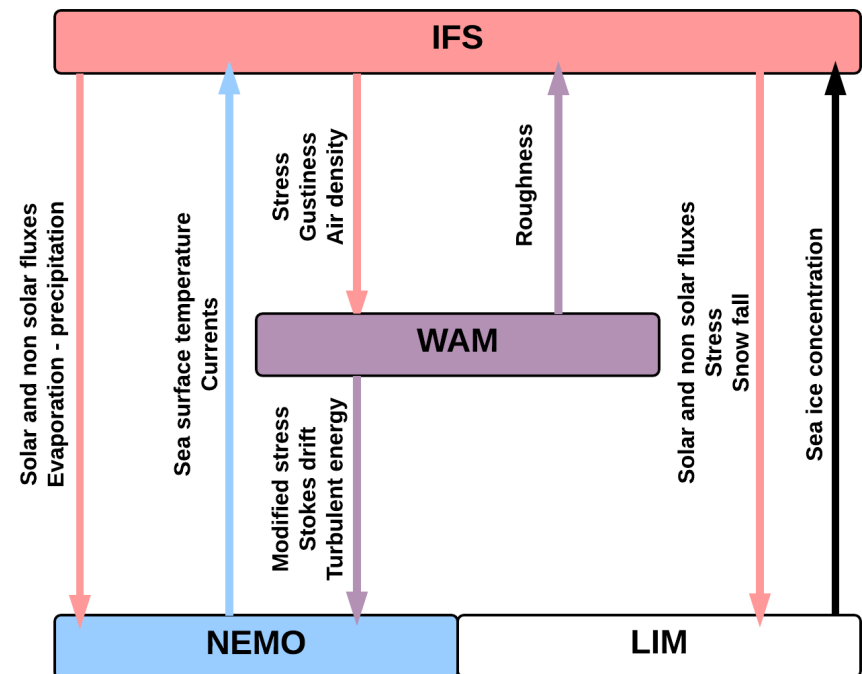 IFS
Solar and non solar fluxes
Evaporation - precipitation
Sea surface temperature
Currents
Stress
Gustiness
Air density
Roughness
Solar and non solar fluxes
Stress
Snow fall
Sea ice concentration
WAM
Modified stress
Stokes drift
Turbulent energy
NEMO
LIM